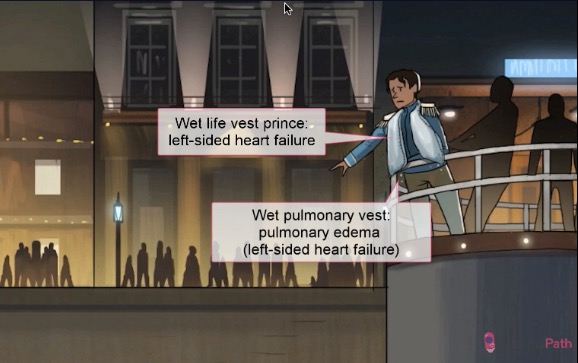 Wet life vest prince:
left-sided heart failure
Wet pulmonary vest:
pulmonary edema
(left-sided heart failure)
Path